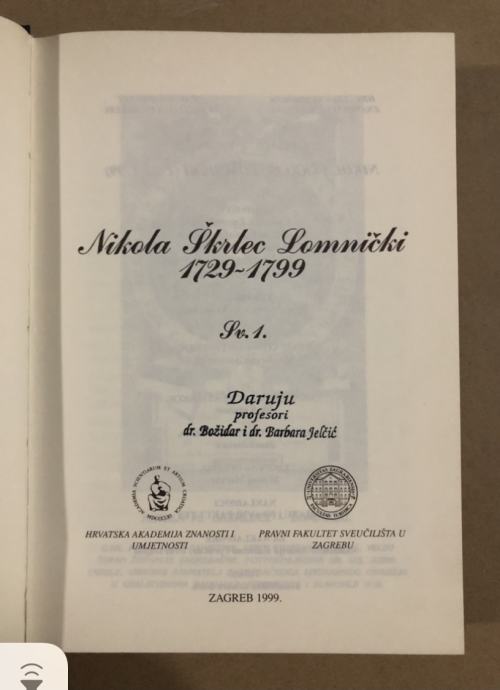 Nikola Škrlec Lomnički
1729-1799
Sv. 1.
Daruju
profesori
dr. Božidar i dr. Barbara Jelčić
HRVATSKA AKADEMIJA ZNANOSTI I
UMJETNOSTI
PRAVNI FAKULTET SVEUČILIŠTA U
ZAGREBU
ZAGREB 1999.